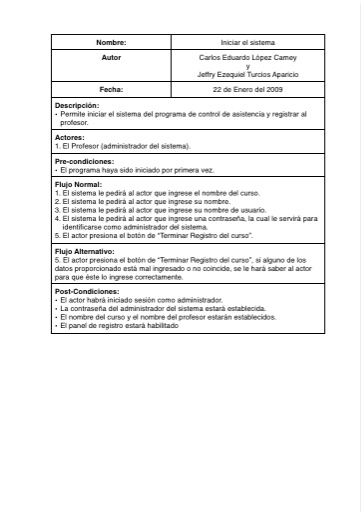 Nombre: Iniciar el sistema
Autor Carlos Eduardo López Camey
y
Jeffry Ezequiel Turcios Aparicio
Fecha: 22 de Enero del 2009
Descripción:
• Permite iniciar el sistema del programa de control de asistencia y registrar al
profesor.
Actores:
1. El Profesor (administrador del sistema).
Pre-condiciones:
• El programa haya sido iniciado por primera vez.
Flujo Normal:
1. El sistema le pedirá al actor que ingrese el nombre del curso.
2. El sistema le pedirá al actor que ingrese su nombre.
3. El sistema le pedirá al actor que ingrese su nombre de usuario.
4. El sistema le pedirá al actor que ingrese una contraseña, la cual le servirá para
identificarse como administrador del sistema.
5. El actor presiona el botón de “Terminar Registro del curso”.
Flujo Alternativo:
5. El actor presiona el botón de “Terminar Registro del curso”, si alguno de los
datos proporcionado está mal ingresado o no coincide, se le hará saber al actor
para que éste lo ingrese correctamente.
Post-Condiciones:
• El actor habrá iniciado sesión como administrador.
• La contraseña del administrador del sistema estará establecida.
• El nombre del curso y el nombre del profesor estarán establecidos.
• El panel de registro estará habilitado